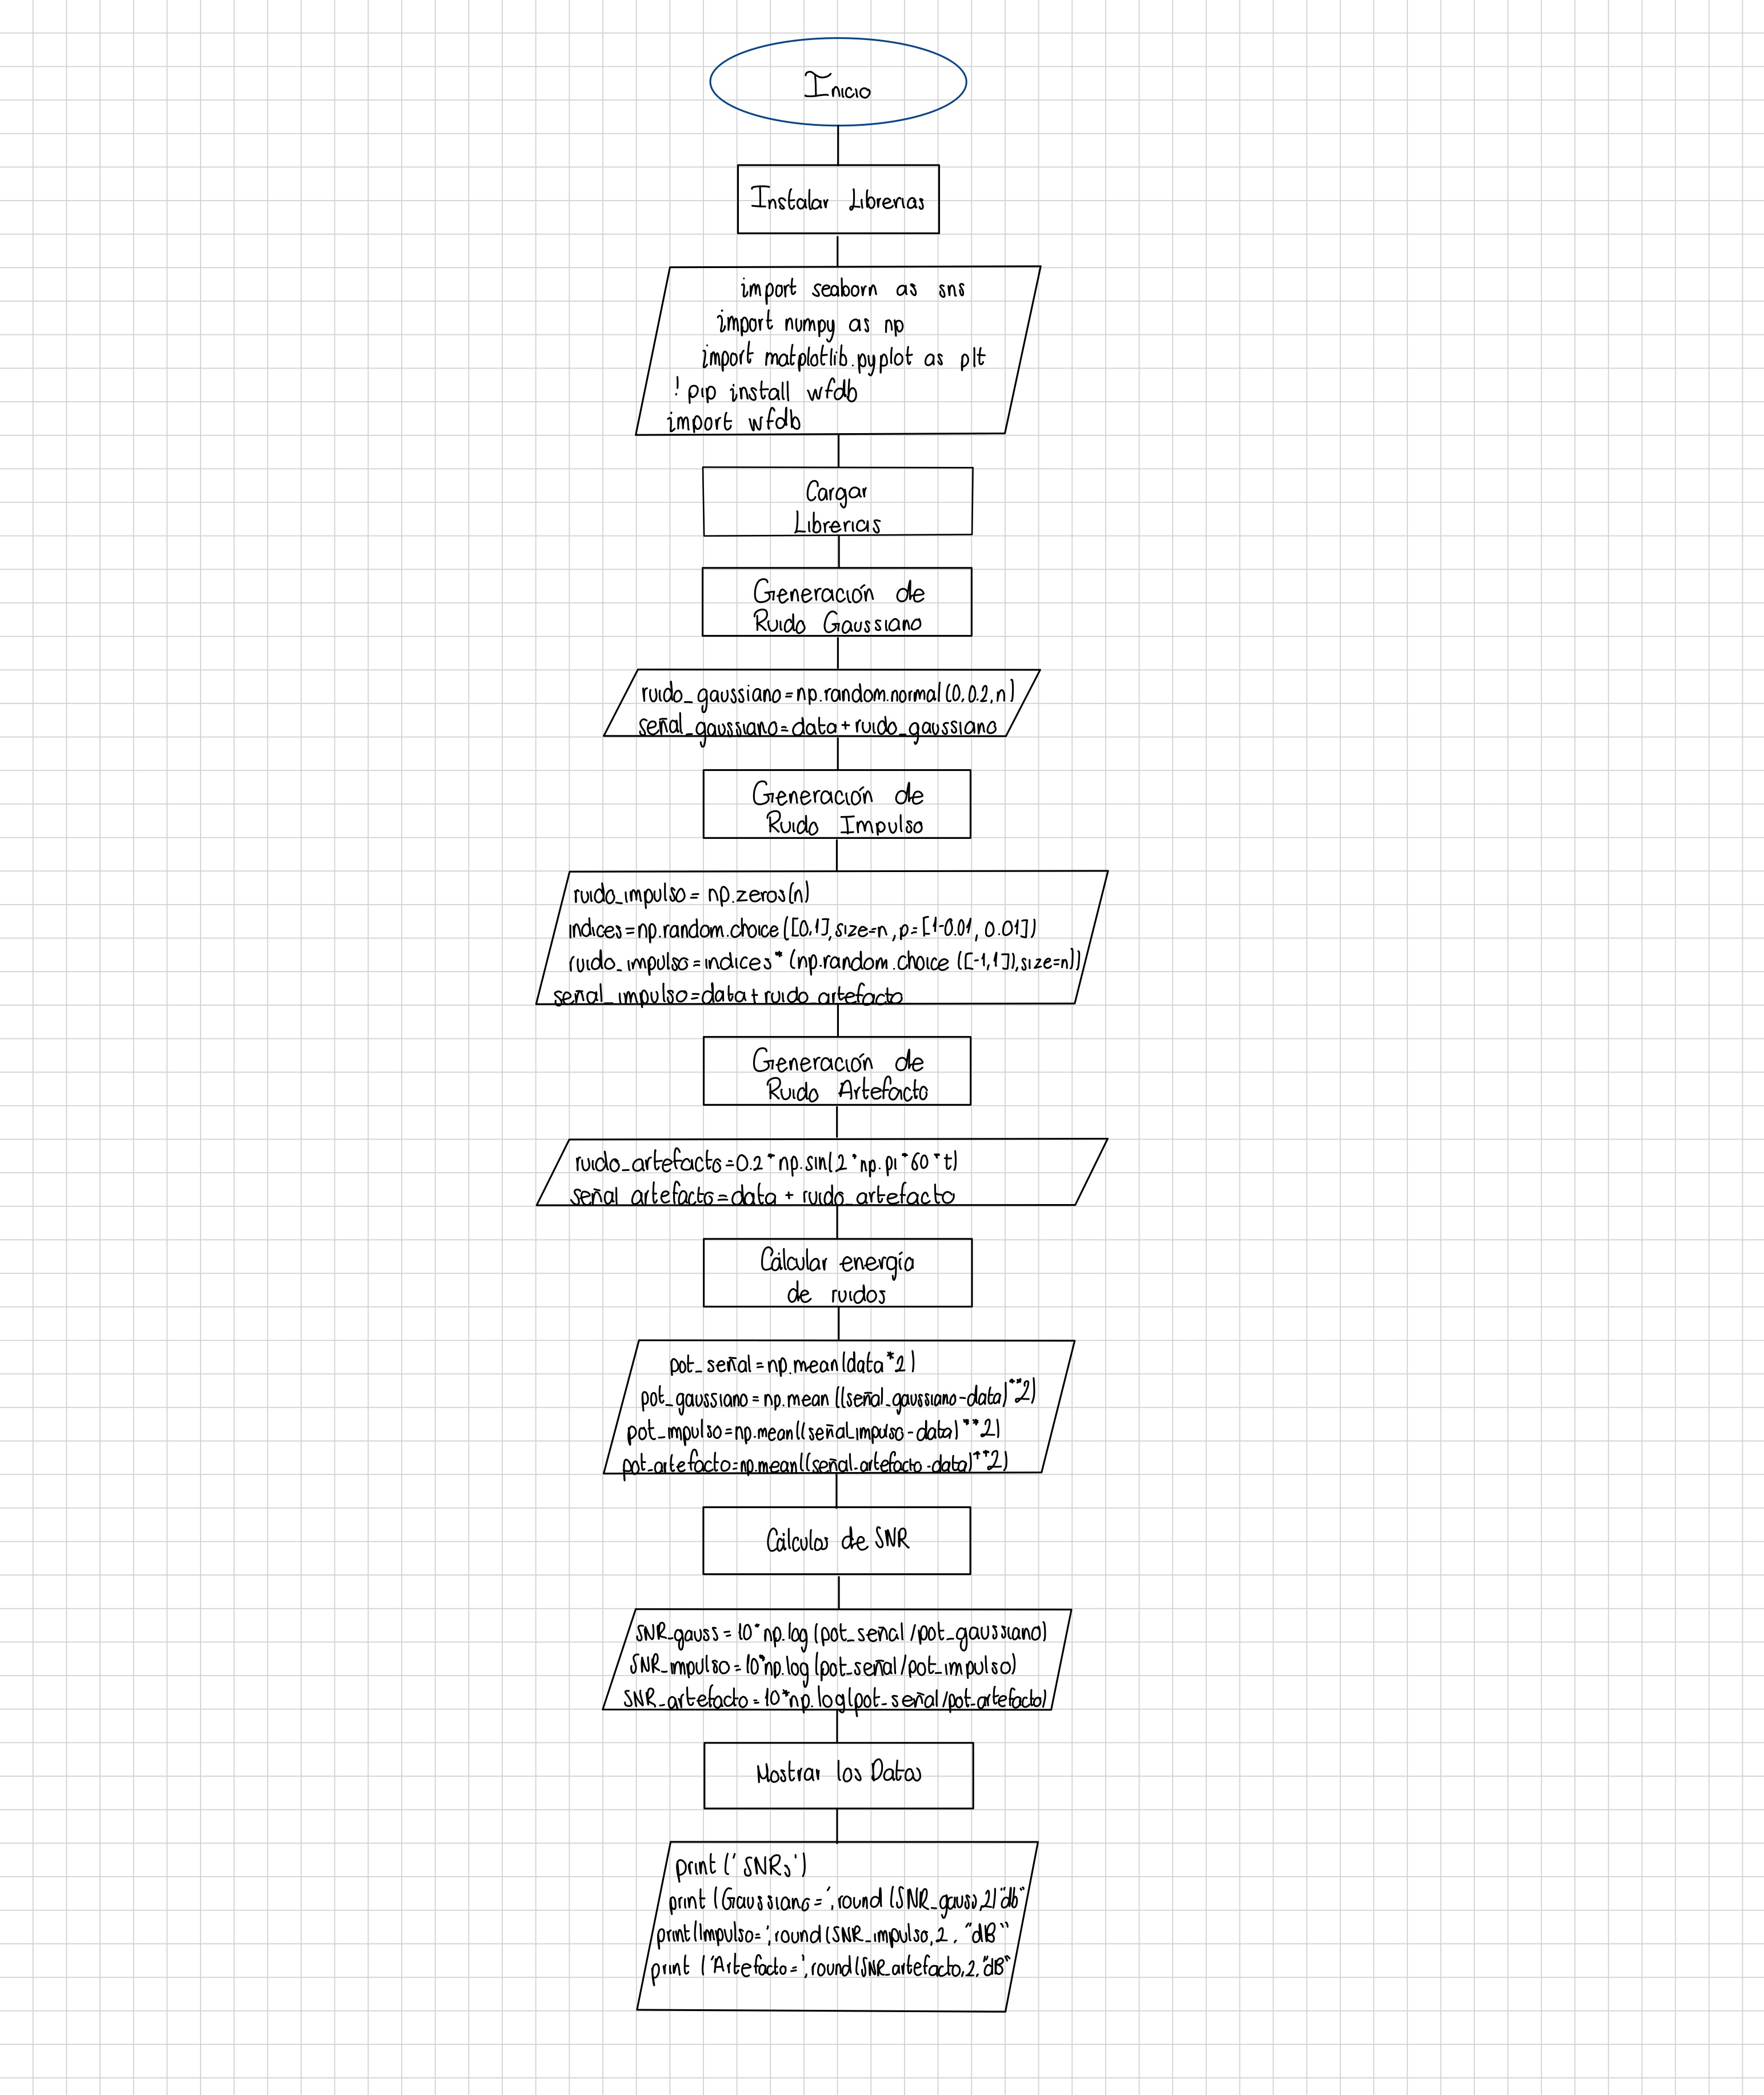 Inicio
Instalar Librerias
import seaborn as sns
import numpy as np
import matplotlib.pyplot as plt
! pip install wfdb
import wfdb
Cargar
Librerias
Generación de
Ruido Gaussiano
ruido_gaussiano=np.random.normal(0,0.2,n)
señal_gaussiano=data+ruido_gaussiano
Generación de
Ruido Impulso
ruido_impulso= np.zeros(n)
indices=np.random.choice([0,1],size=n,p=[1-0.01, 0.01])
ruido_impulso=indices*(np.random.choice([-1,1]),size=n))
señal_impulso=data+ruido_artefacto
Generación de
Ruido Artefacto
ruido_artefacto=0.2*np.sin(2*np.pi*60*t)
señal_artefacto=data + ruido_artefacto
Cálcular energía
de ruidos
pot_señal=np.mean(data*2)
pot_gaussiano=np.mean((señal_gaussiano-data)**2)
pot_impulso=np.mean((señal_impulso-data)**2)
pot_artefacto=np.mean((señal_artefacto-data)**2)
Cálculos de SNR
SNR_gauss=10*np.log(pot_señal/pot_gaussiano)
SNR_impulso=10*np.log(pot_señal/pot_impulso)
SNR_artefacto=10*np.log(pot_señal/pot_artefacto)
Mostrar los Datos
print('SNRs')
print(Gaussiano=',round(SNR_gauss,2)"db"
print(Impulso=',round(SNR_impulso,2,"dB"
print('Artefacto=',round(SNR_artefacto,2,"dB"